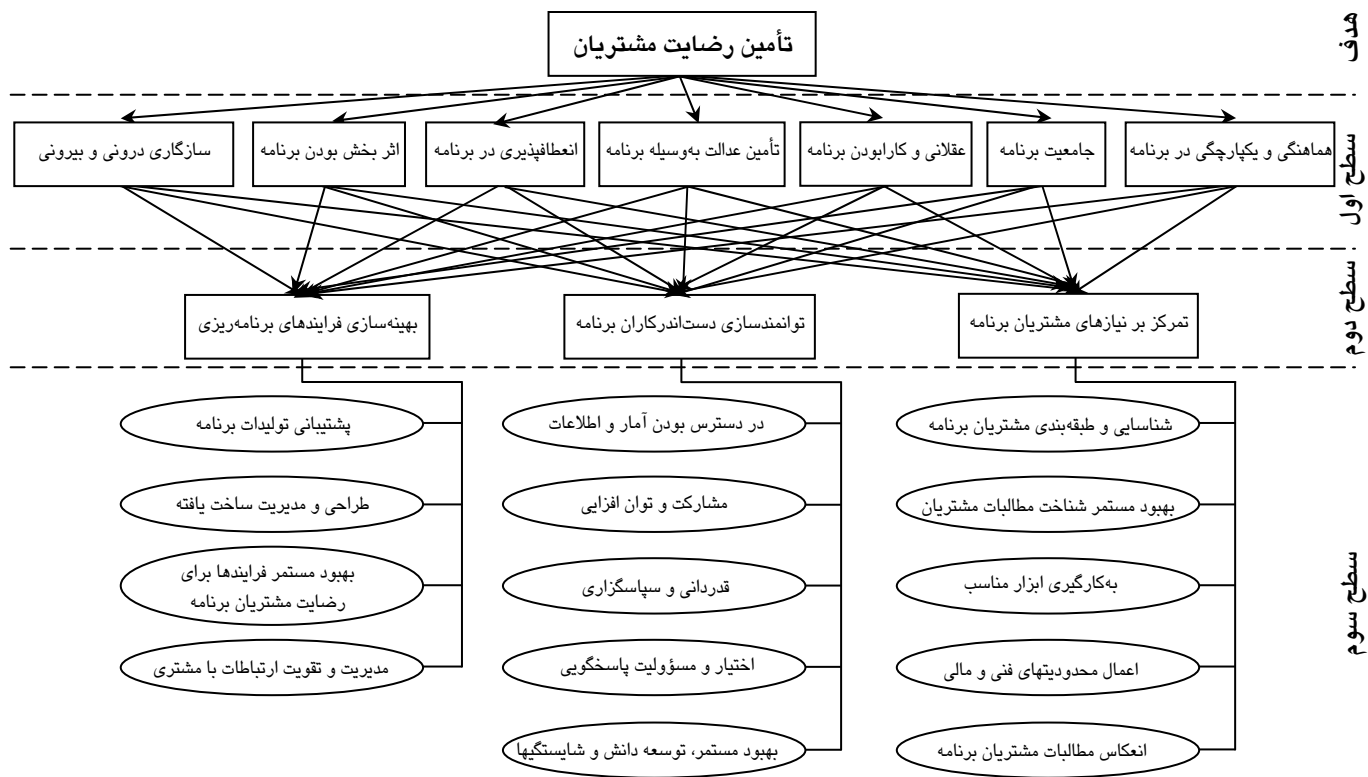 هدف
تأمین رضایت مشتریان
سطح اول
هماهنگی و یکپارچگی در برنامه
جامعیت برنامه
عقلانی و کارابودن برنامه
تأمین عدالت به‌وسیله برنامه
انعطافپذیری در برنامه
اثر بخش بودن برنامه
سازگاری درونی و بیرونی
سطح دوم
تمرکز بر نیازهای مشتریان برنامه
توانمندسازی دست‌اندرکاران برنامه
بهینه‌سازی فرایندهای برنامه‌ریزی
سطح سوم
شناسایی و طبقه‌بندی مشتریان برنامه
بهبود مستمر شناخت مطالبات مشتریان
به‌کارگیری ابزار مناسب
اعمال محدودیتهای فنی و مالی
انعکاس مطالبات مشتریان برنامه
در دسترس بودن آمار و اطلاعات
مشارکت و توان افزایی
قدردانی و سپاسگزاری
اختیار و مسؤولیت پاسخگویی
بهبود مستمر، توسعه دانش و شایستگیها
پشتیبانی تولیدات برنامه
طراحی و مدیریت ساخت یافته
بهبود مستمر فرایندها برای
رضایت مشتریان برنامه
مدیریت و تقویت ارتباطات با مشتری